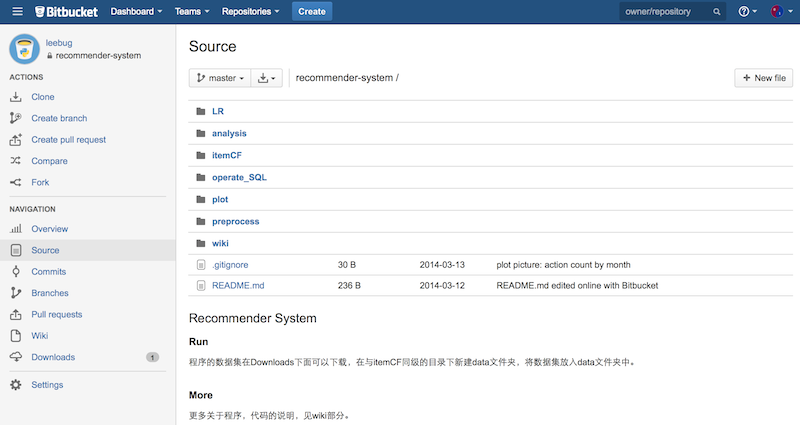 Bitbucket Dashboard Teams Repositories Create owner/repository
leebug
recommender-system
ACTIONS
Clone
Create branch
Create pull request
Compare
Fork
NAVIGATION
Overview
Source
Commits
Branches
Pull requests
Wiki
Downloads 1
Settings
Source
master recommender-system / New file
LR
analysis
itemCF
operate_SQL
plot
preprocess
wiki
.gitignore 30 B 2014-03-13 plot picture: action count by month
README.md 236 B 2014-03-12 README.md edited online with Bitbucket
Recommender System
Run
程序的数据集在Downloads下面可以下载，在与itemCF同级的目录下新建data文件夹，将数据集放入data文件夹中。
More
更多关于程序，代码的说明，见wiki部分。